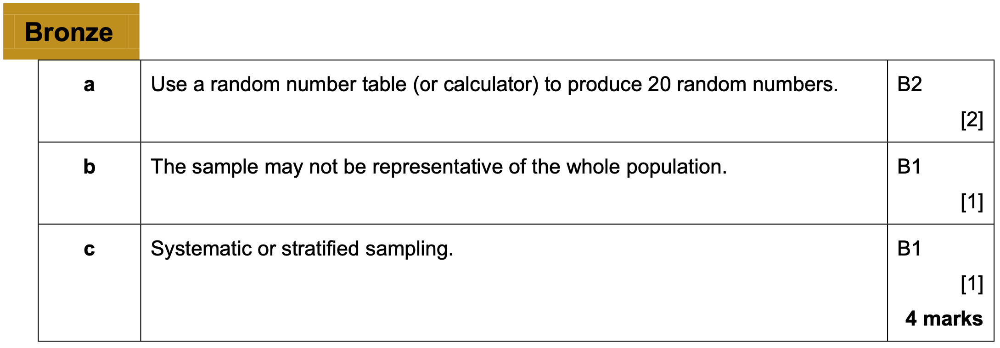 Bronze
a Use a random number table (or calculator) to produce 20 random numbers. B2
[2]
b The sample may not be representative of the whole population. B1
[1]
c Systematic or stratified sampling. B1
[1]
4 marks